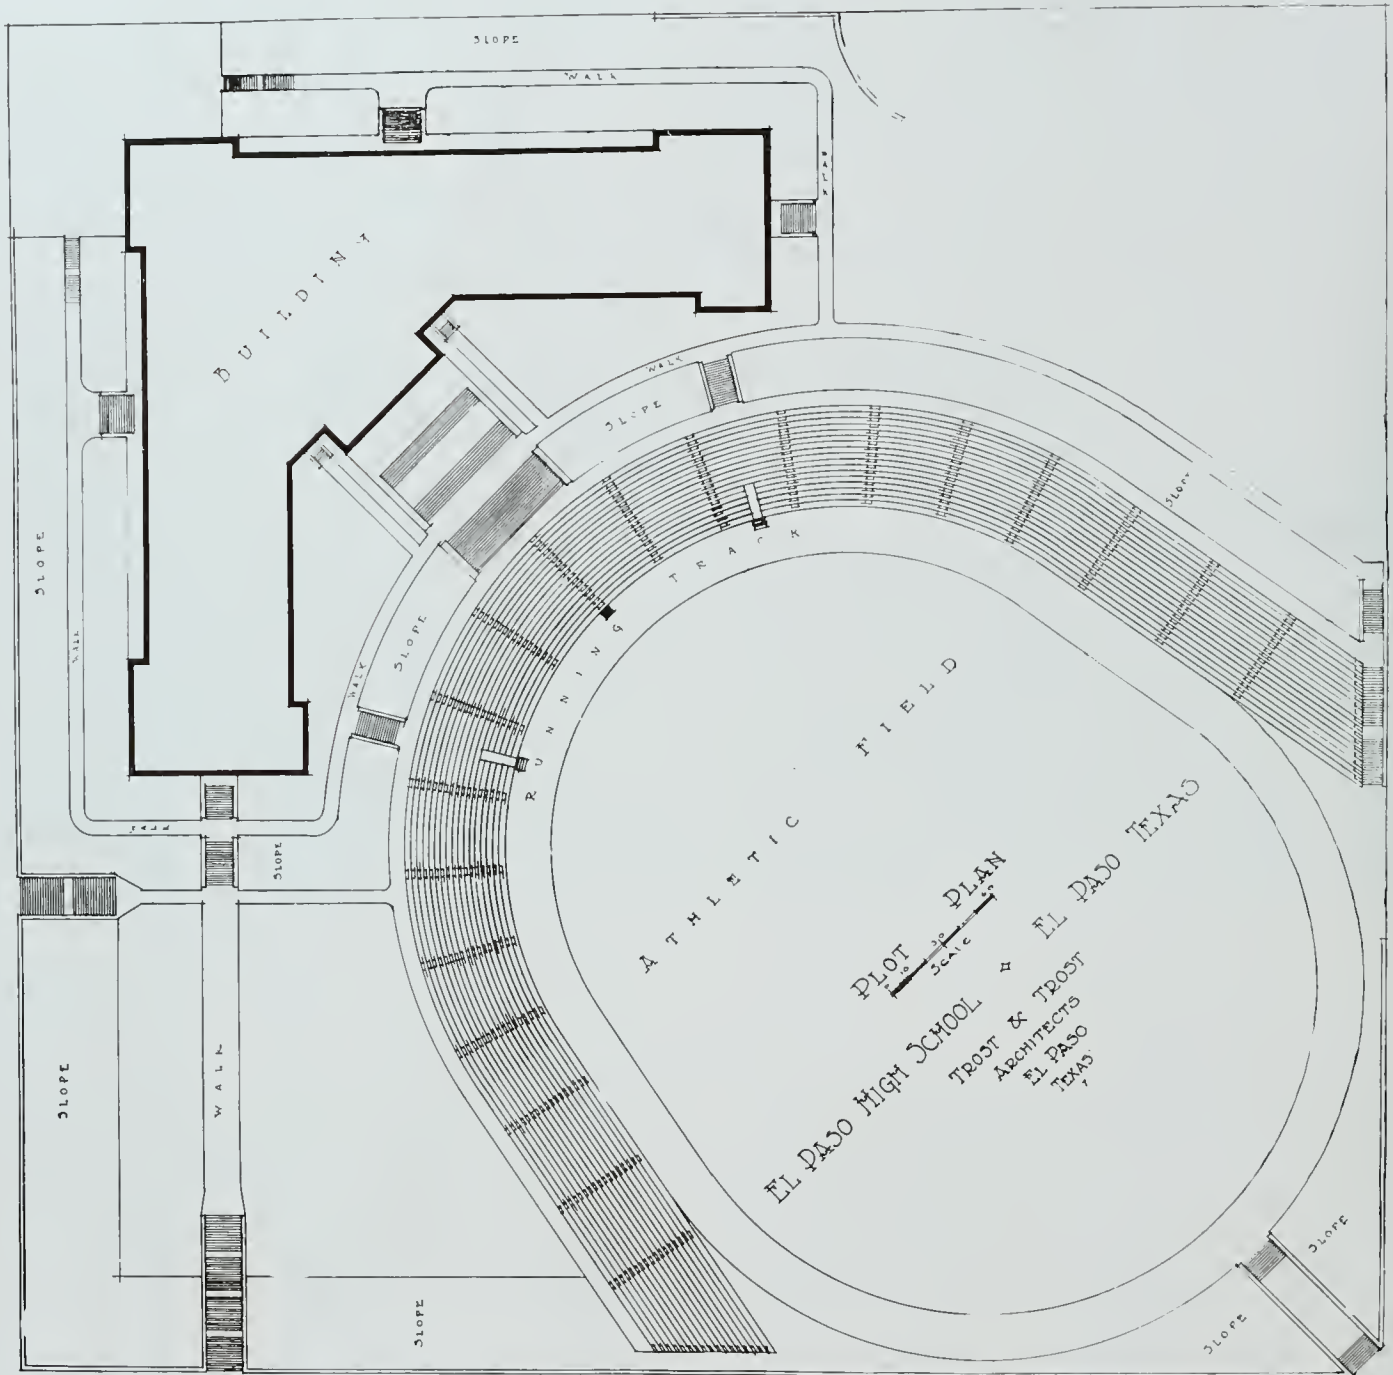 SLOPE
WALK
WALK
BUILDING
WALK
SLOPE
SLOPE
SLOPE
RUNNING TRACK
SLOPE
WALK
WALK
WALK
SLOPE
ATHLETIC FIELD
PLOT PLAN
SCALE
EL PASO HIGH SCHOOL EL PASO TEXAS
TROST & TROST
ARCHITECTS
EL PASO
TEXAS
SLOPE
WALK
SLOPE
SLOPE
SLOPE